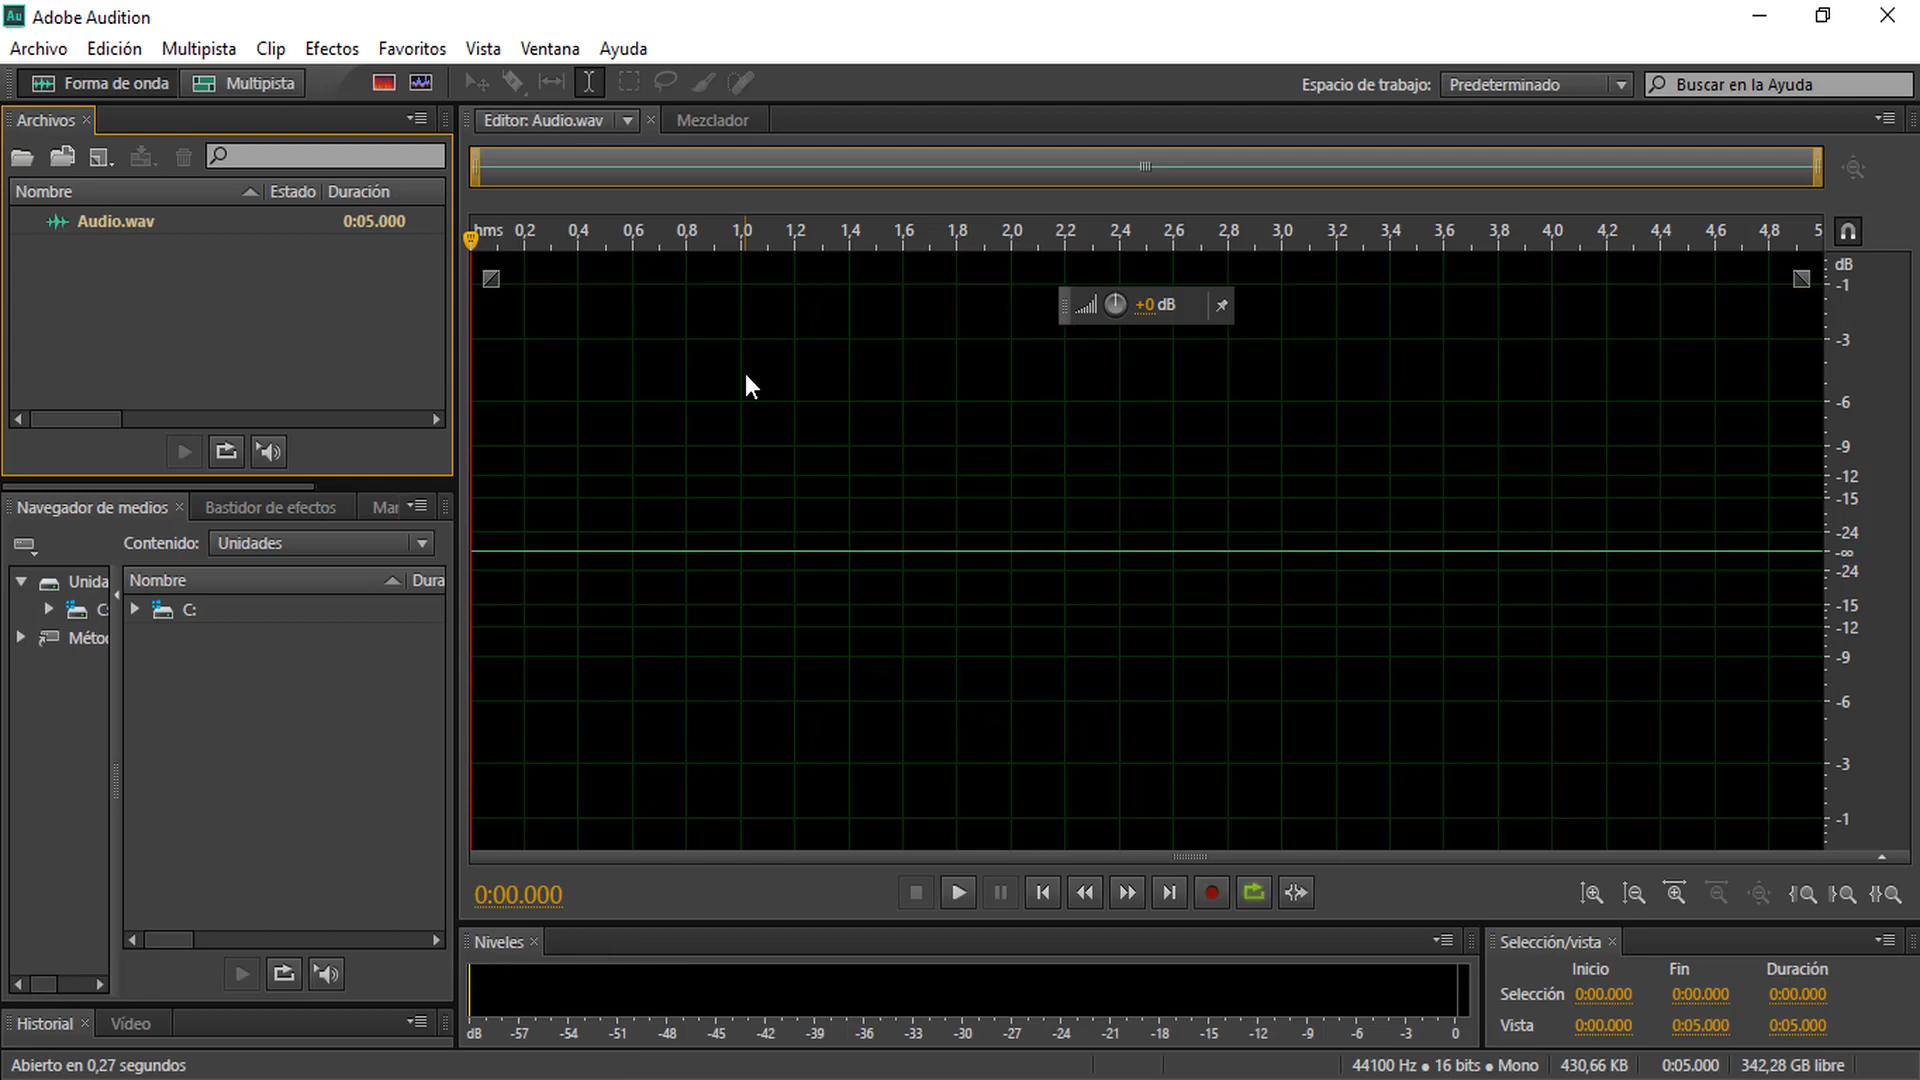 Au Adobe Audition
Archivo Edición Multipista Clip Efectos Favoritos Vista Ventana Ayuda
Forma de onda Multipista Espacio de trabajo: Predeterminado Buscar en la Ayuda
Archivos Editor: Audio.wav Mezclador
Nombre Estado Duración
Audio.wav 0:05.000
hms 0,2 0,4 0,6 0,8 1,0 1,2 1,4 1,6 1,8 2,0 2,2 2,4 2,6 2,8 3,0 3,2 3,4 3,6 3,8 4,0 4,2 4,4 4,6 4,8 5
+0 dB
dB
-1
-3
-6
-9
-12
-15
-24
-∞
-24
-15
-12
-9
-6
-3
-1
Navegador de medios Bastidor de efectos Mar
Contenido: Unidades
Unida
C:
Métod
Nombre Dura
C:
0:00.000
Niveles
dB -57 -54 -51 -48 -45 -42 -39 -36 -33 -30 -27 -24 -21 -18 -15 -12 -9 -6 -3 0
Selección/vista
Inicio Fin Duración
Selección 0:00.000 0:00.000 0:00.000
Vista 0:00.000 0:05.000 0:05.000
Historial Vídeo
Abierto en 0,27 segundos
44100 Hz ● 16 bits ● Mono 430,66 KB 0:05.000 342,28 GB libre